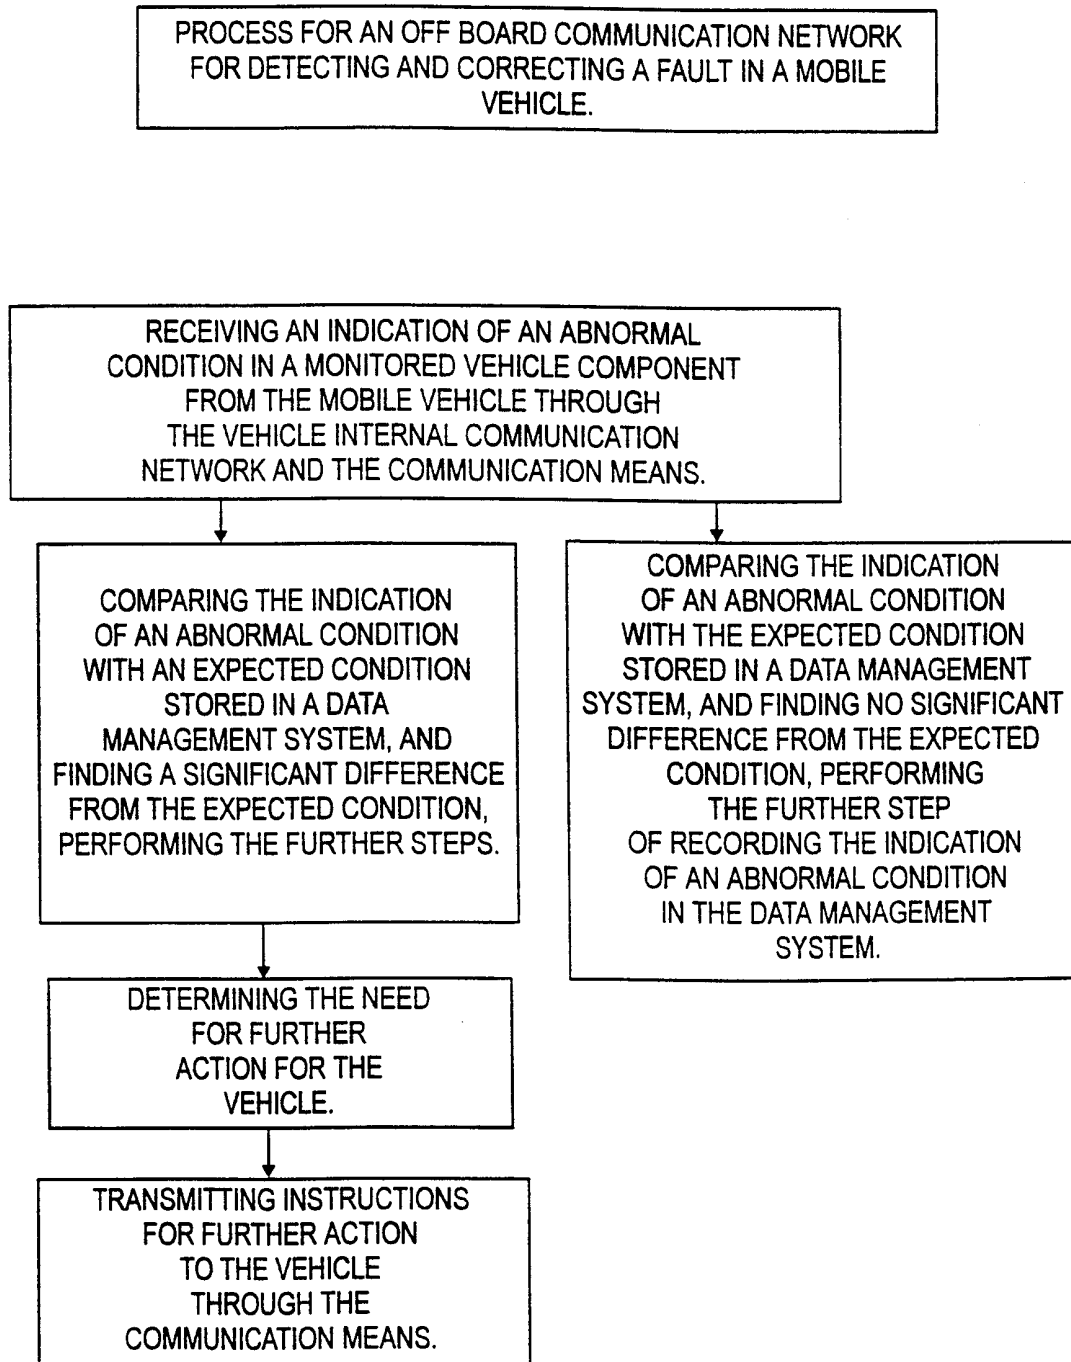 PROCESS FOR AN OFF BOARD COMMUNICATION NETWORK
FOR DETECTING AND CORRECTING A FAULT IN A MOBILE
VEHICLE.
RECEIVING AN INDICATION OF AN ABNORMAL
CONDITION IN A MONITORED VEHICLE COMPONENT
FROM THE MOBILE VEHICLE THROUGH
THE VEHICLE INTERNAL COMMUNICATION
NETWORK AND THE COMMUNICATION MEANS.
COMPARING THE INDICATION
OF AN ABNORMAL CONDITION
WITH AN EXPECTED CONDITION
STORED IN A DATA
MANAGEMENT SYSTEM, AND
FINDING A SIGNIFICANT DIFFERENCE
FROM THE EXPECTED CONDITION,
PERFORMING THE FURTHER STEPS.
COMPARING THE INDICATION
OF AN ABNORMAL CONDITION
WITH THE EXPECTED CONDITION
STORED IN A DATA MANAGEMENT
SYSTEM, AND FINDING NO SIGNIFICANT
DIFFERENCE FROM THE EXPECTED
CONDITION, PERFORMING
THE FURTHER STEP
OF RECORDING THE INDICATION
OF AN ABNORMAL CONDITION
IN THE DATA MANAGEMENT
SYSTEM.
DETERMINING THE NEED
FOR FURTHER
ACTION FOR THE
VEHICLE.
TRANSMITTING INSTRUCTIONS
FOR FURTHER ACTION
TO THE VEHICLE
THROUGH THE
COMMUNICATION MEANS.